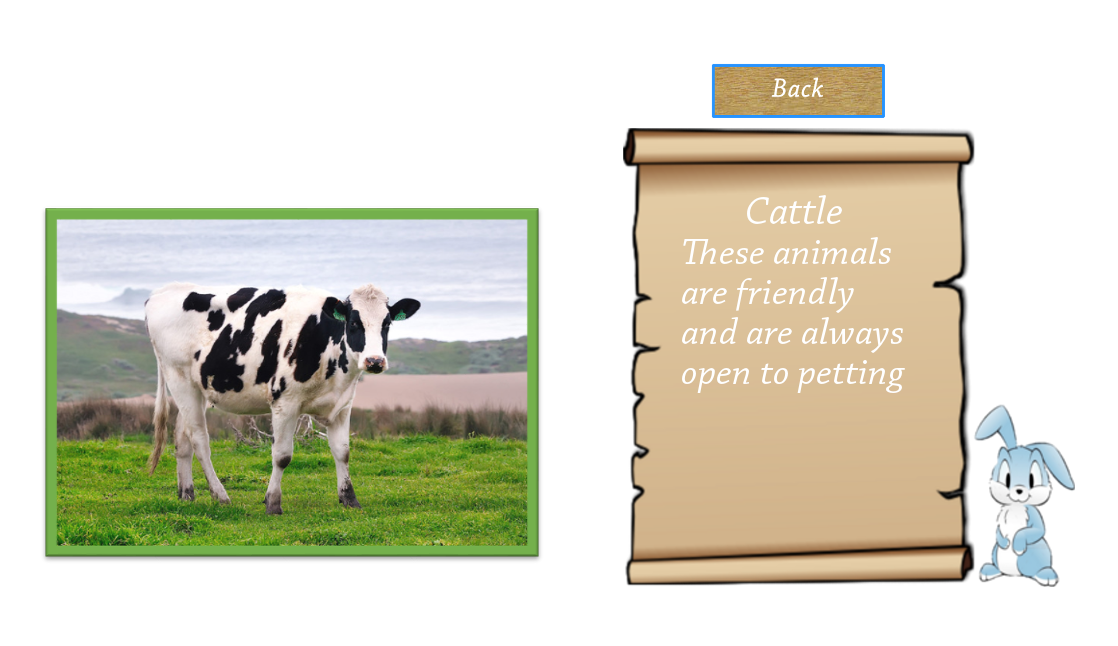 Back
Cattle
These animals
are friendly
and are always
open to petting